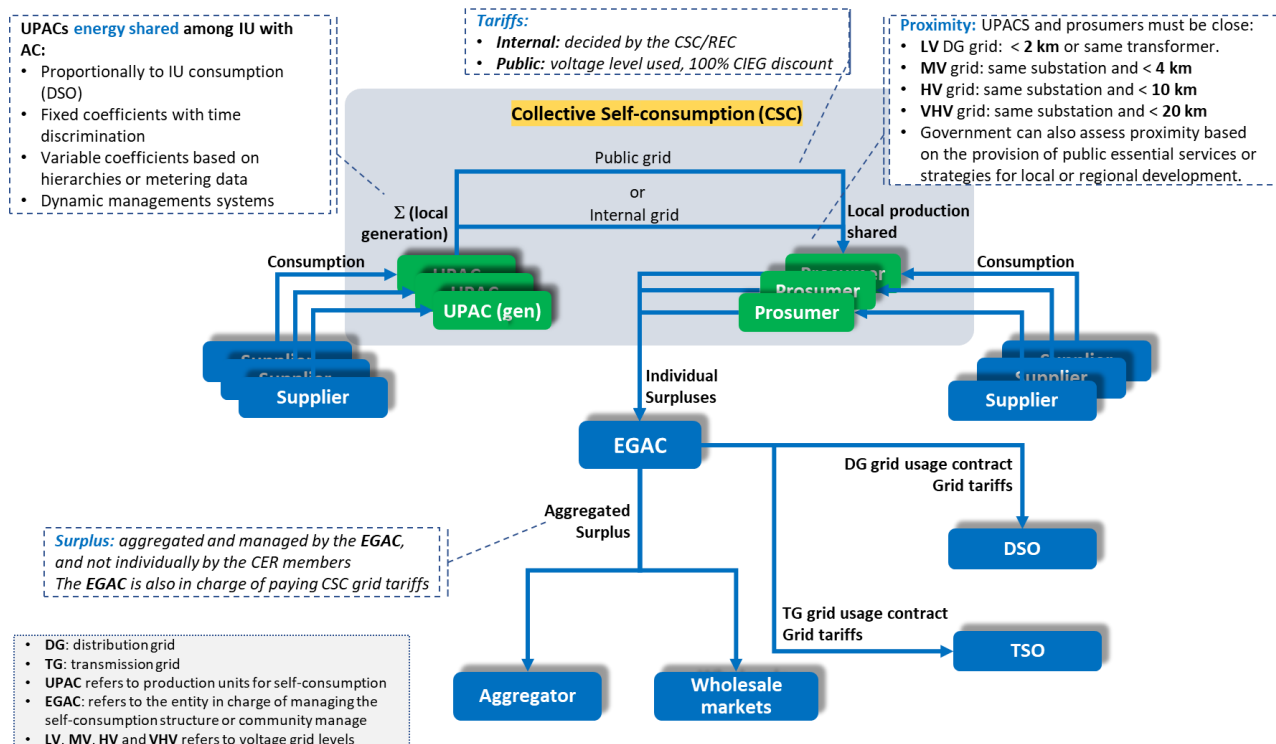 UPACs energy shared among IU with
AC:
• Proportionally to IU consumption
(DSO)
• Fixed coefficients with time
discrimination
• Variable coefficients based on
hierarchies or metering data
• Dynamic managements systems
Tariffs:
• Internal: decided by the CSC/REC
• Public: voltage level used, 100% CIEG discount
Proximity: UPACS and prosumers must be close:
• LV DG grid: < 2 km or same transformer.
• MV grid: same substation and < 4 km
• HV grid: same substation and < 10 km
• VHV grid: same substation and < 20 km
• Government can also assess proximity based
on the provision of public essential services or
strategies for local or regional development.
Collective Self-consumption (CSC)
Public grid
or
Internal grid
Σ (local
generation)
Local production
shared
Consumption
UPAC
UPAC
UPAC (gen)
Supplier
Supplier
Supplier
Prosumer
Prosumer
Prosumer
Consumption
Supplier
Supplier
Supplier
Individual
Surpluses
EGAC
DG grid usage contract
Grid tariffs
DSO
Aggregated
Surplus
Surplus: aggregated and managed by the EGAC,
and not individually by the CER members
The EGAC is also in charge of paying CSC grid tariffs
TG grid usage contract
Grid tariffs
TSO
Aggregator
Wholesale
markets
• DG: distribution grid
• TG: transmission grid
• UPAC refers to production units for self-consumption
• EGAC: refers to the entity in charge of managing the
self-consumption structure or community manage
• LV, MV, HV and VHV refers to voltage grid levels